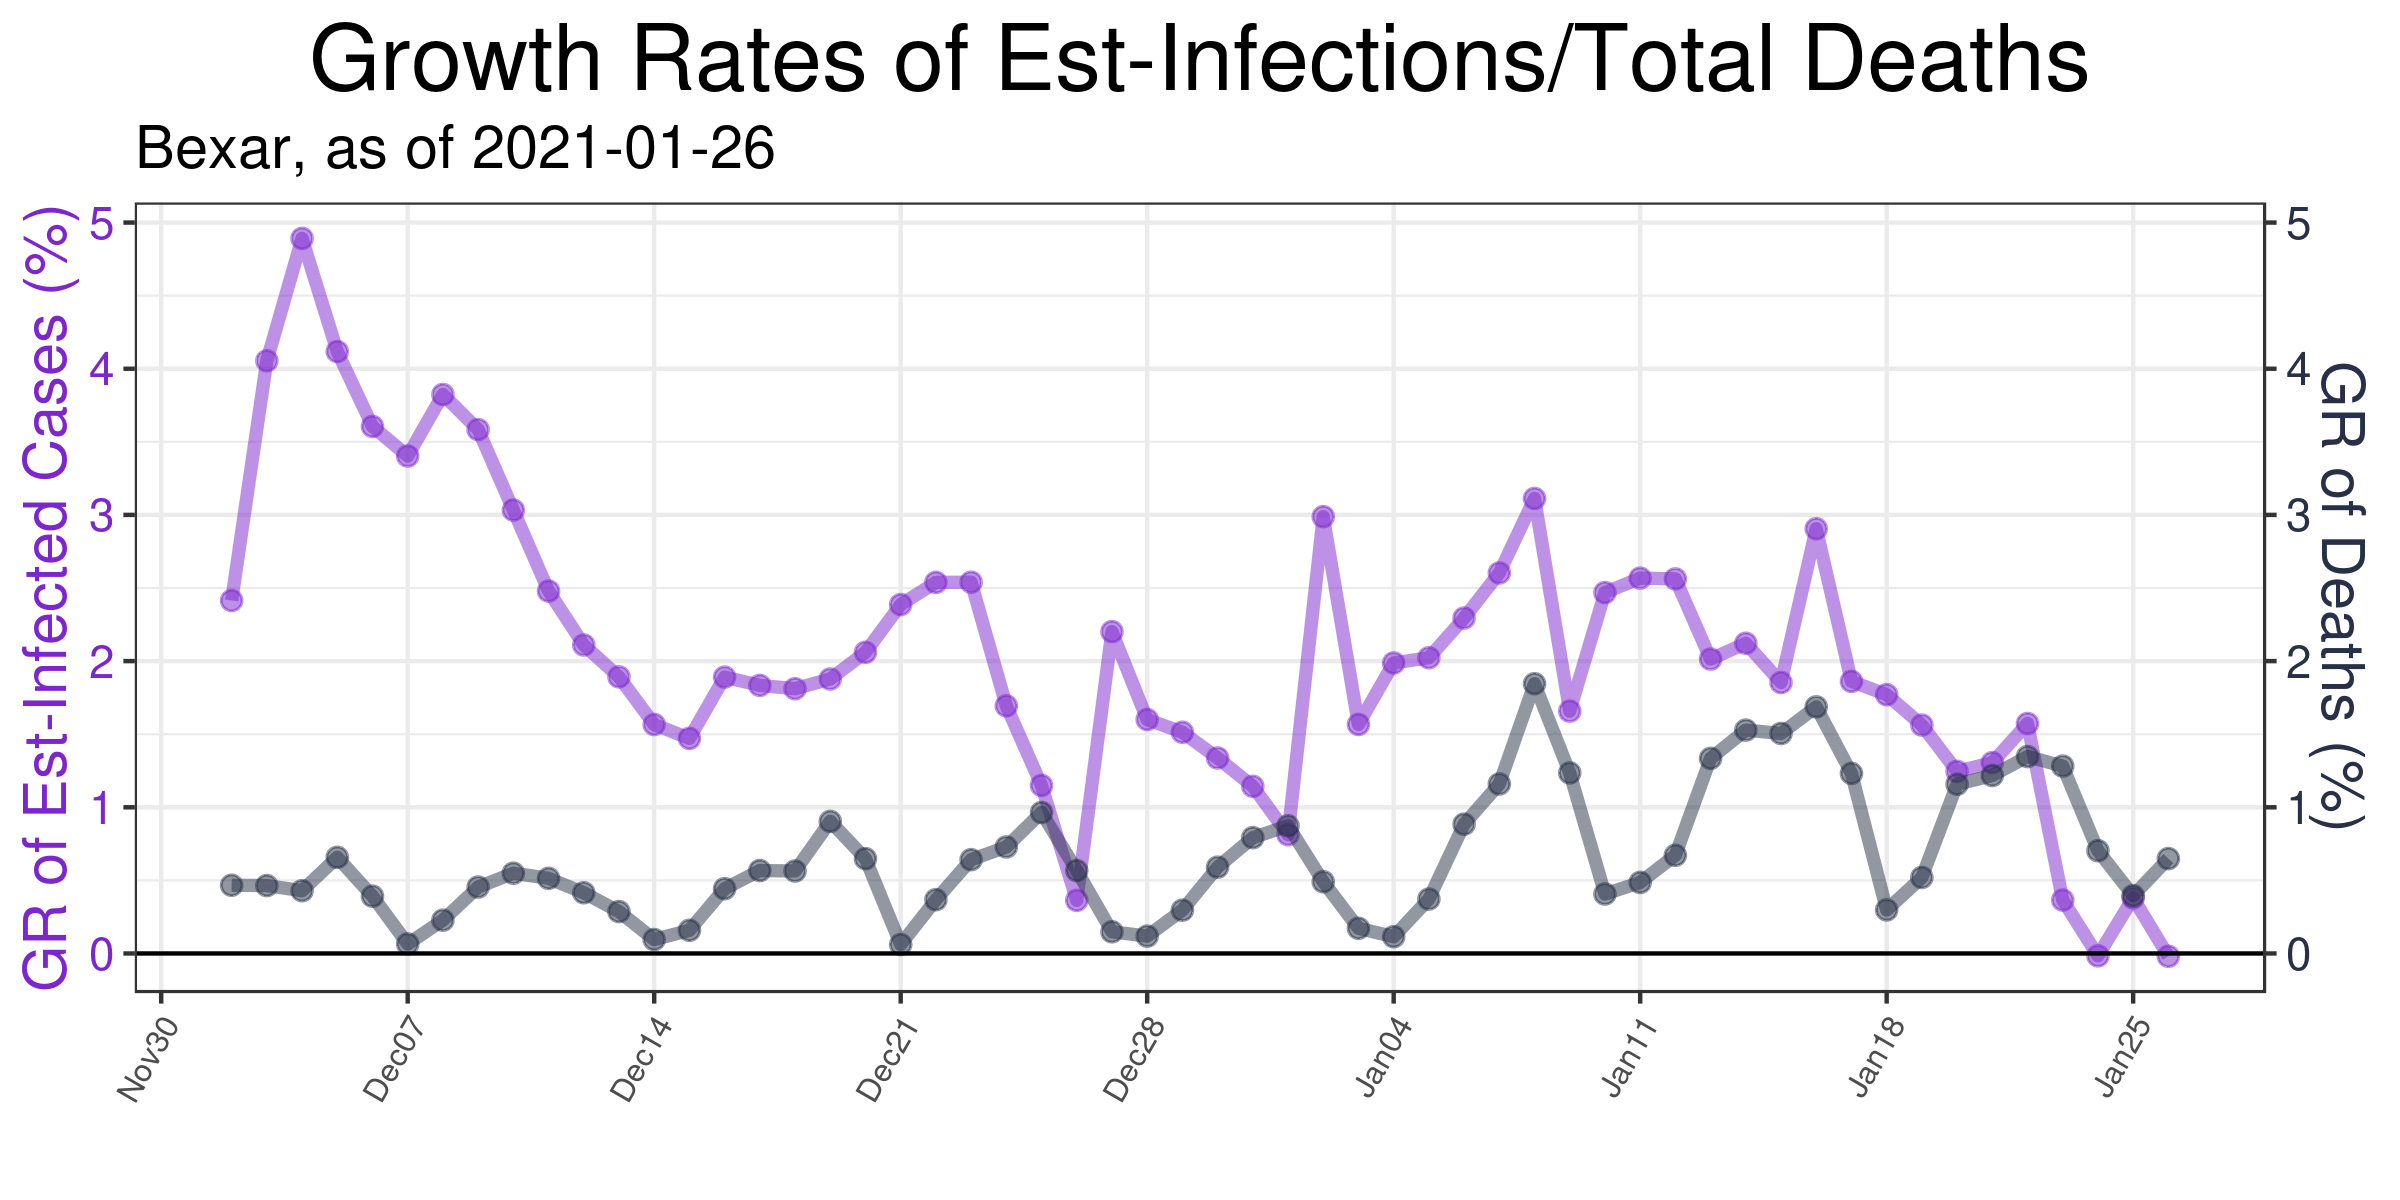 Growth Rates of Est-Infections/Total Deaths
Bexar, as of 2021-01-26
GR of Est-Infected Cases (%)
5
4
3
2
1
0
5
4
3
2
1
0
GR of Deaths (%)
Nov30
Dec07
Dec14
Dec21
Dec28
Jan04
Jan11
Jan18
Jan25